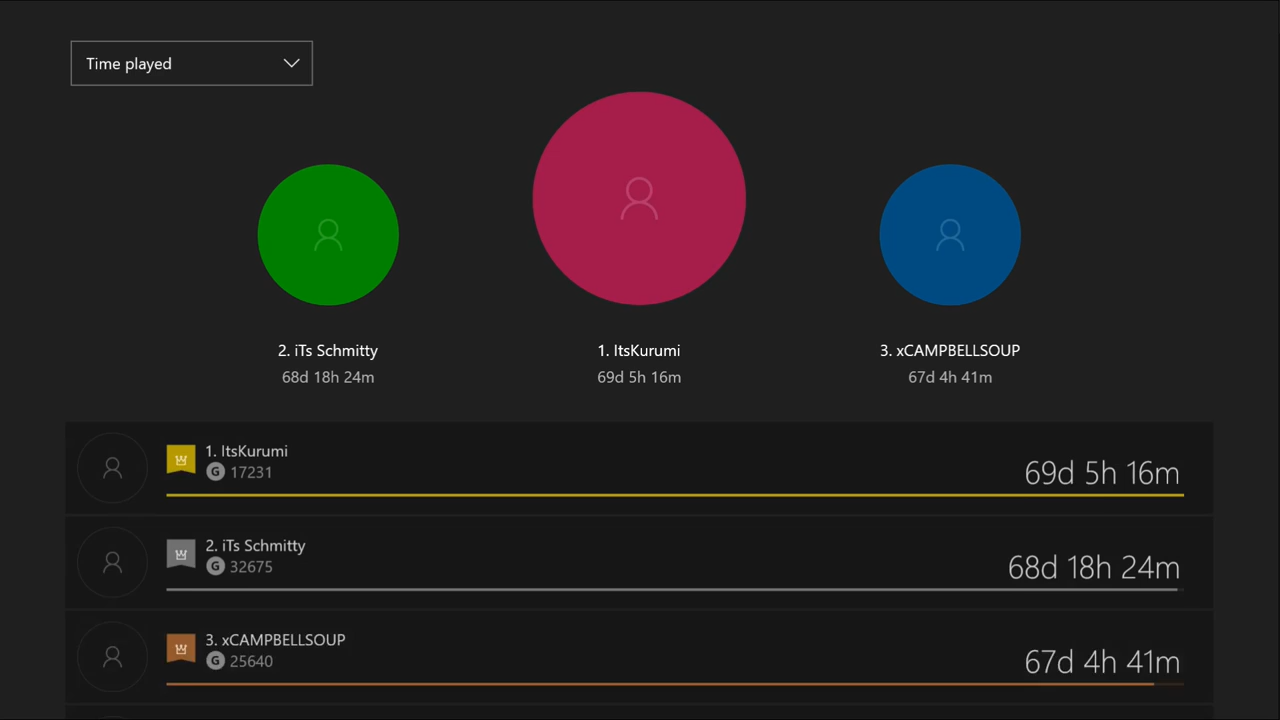 Time played
2. iTs Schmitty
68d 18h 24m
1. ItsKurumi
69d 5h 16m
3. xCAMPBELLSOUP
67d 4h 41m
1. ItsKurumi
G 17231
69d 5h 16m
2. iTs Schmitty
G 32675
68d 18h 24m
3. xCAMPBELLSOUP
G 25640
67d 4h 41m